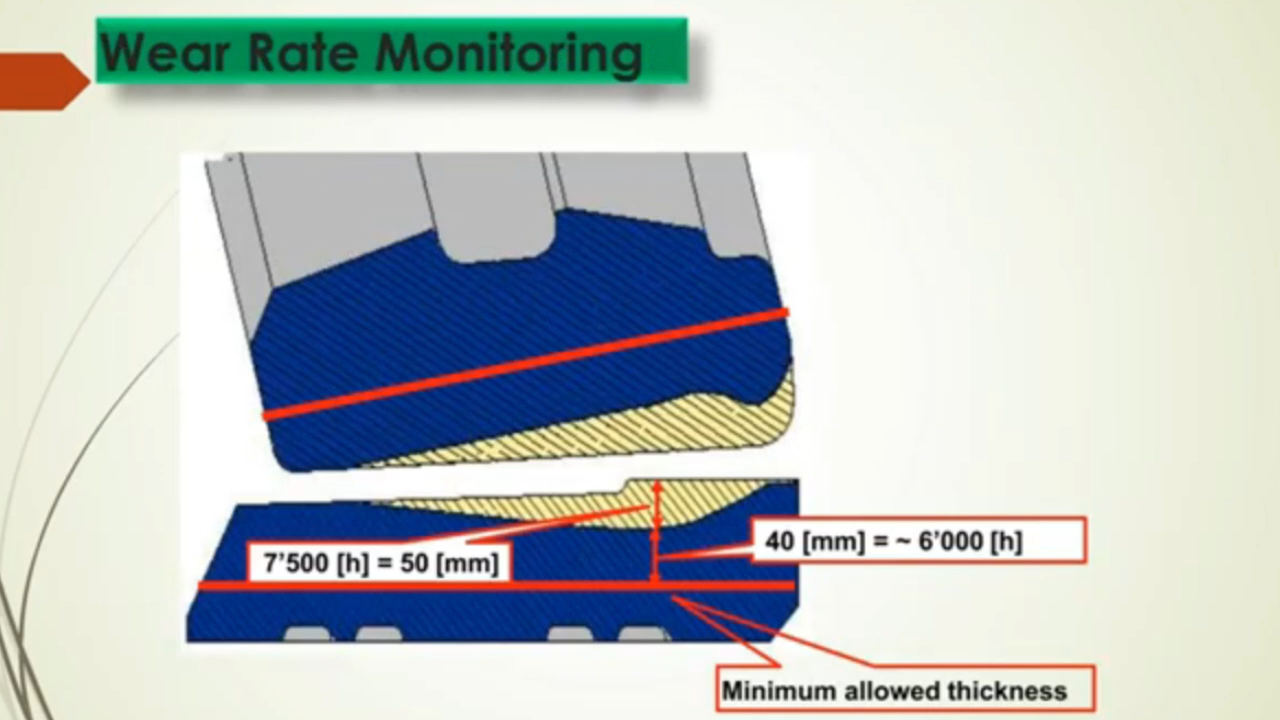 Wear Rate Monitoring
7’500 [h] = 50 [mm]
40 [mm] = ~ 6’000 [h]
Minimum allowed thickness